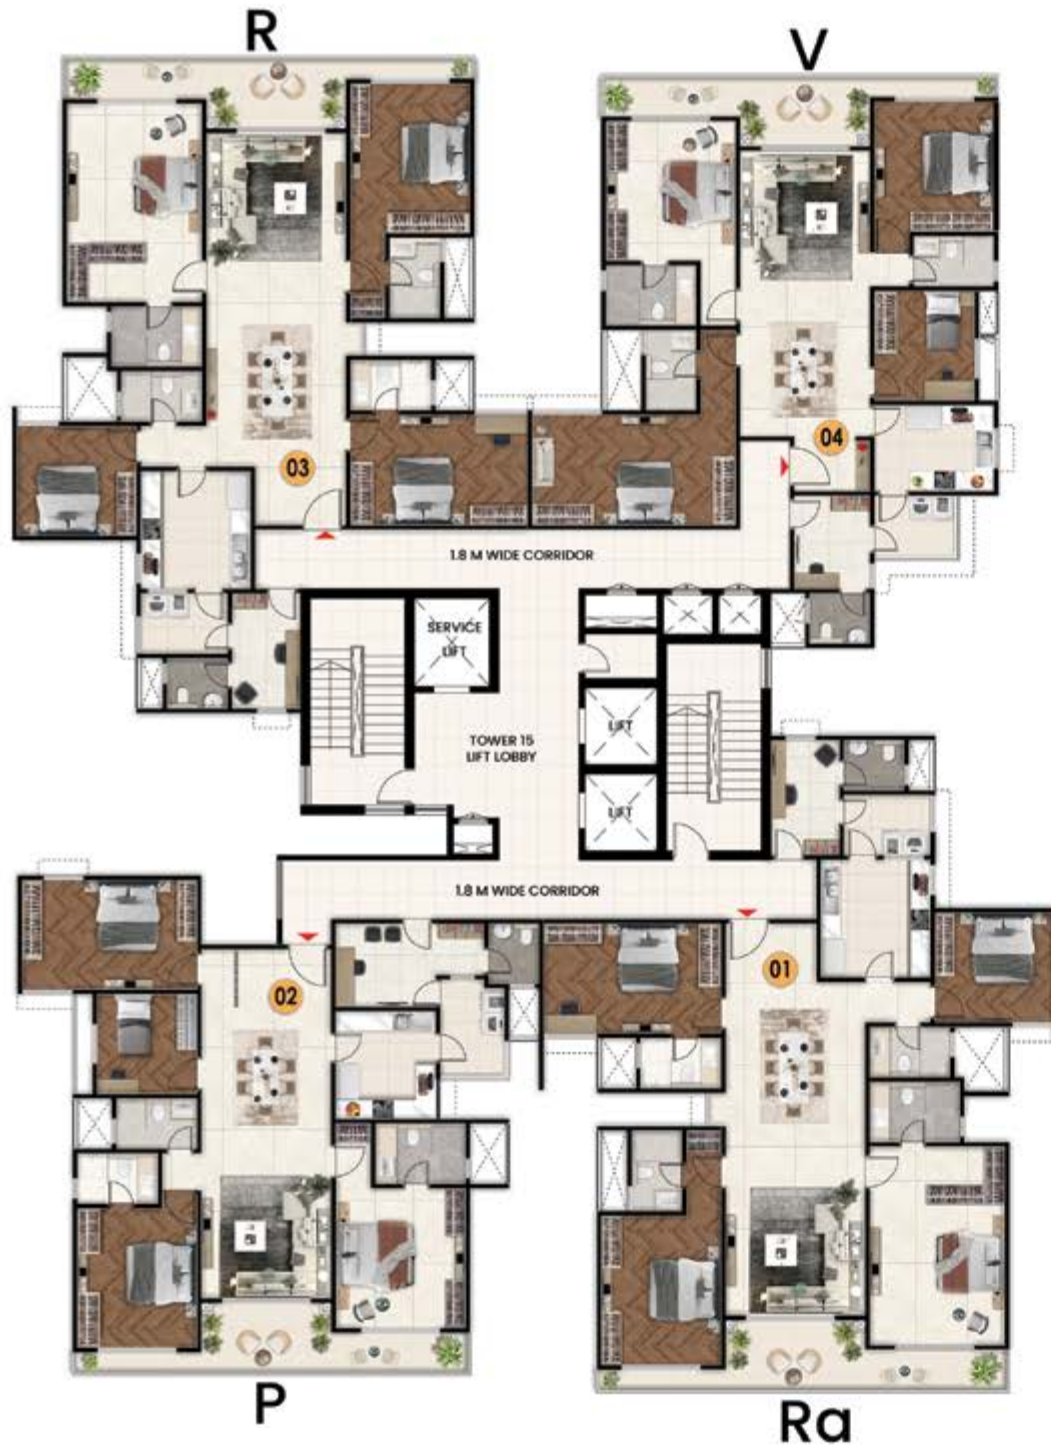 R
V
03
04
1.8 M WIDE CORRIDOR
SERVICE
LIFT
TOWER 15
LIFT LOBBY
LIFT
LIFT
1.8 M WIDE CORRIDOR
02
01
P
Ra